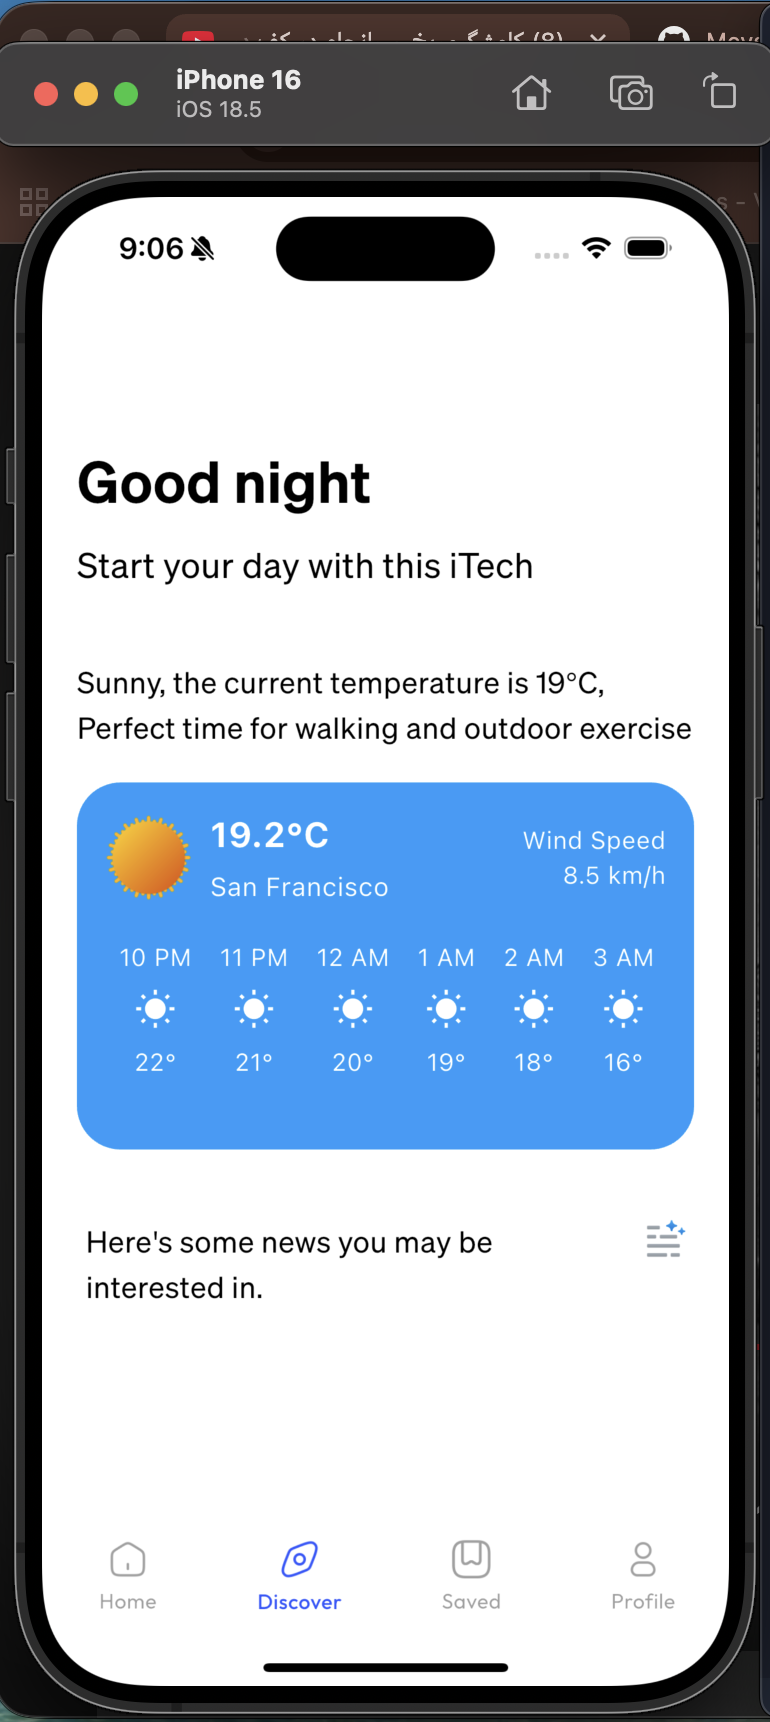 (8)
iPhone 16
iOS 18.5
9:06
Good night
Start your day with this iTech
Sunny, the current temperature is 19°C,
Perfect time for walking and outdoor exercise
19.2°C
San Francisco
Wind Speed
8.5 km/h
10 PM 11 PM 12 AM 1 AM 2 AM 3 AM
22° 21° 20° 19° 18° 16°
Here's some news you may be
interested in.
Home Discover Saved Profile